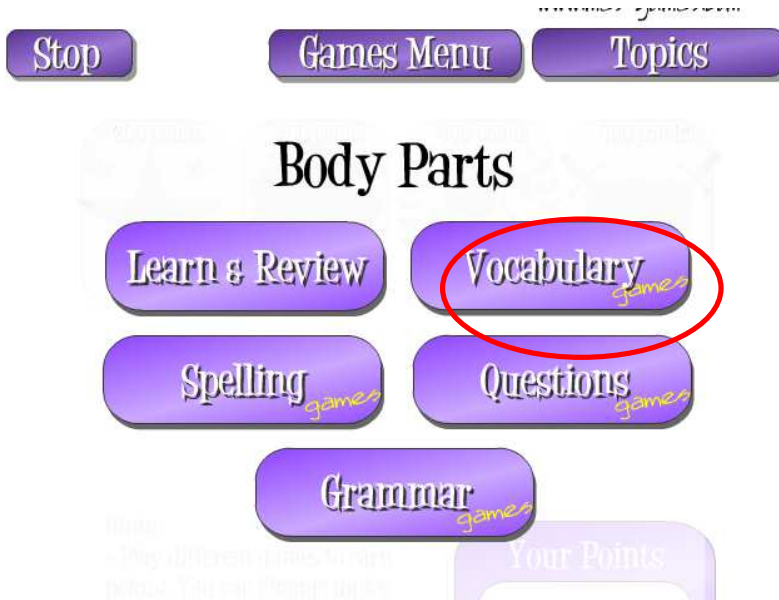 Stop
Games Menu
Topics
Body Parts
Learn & Review
Vocabulary
games
Spelling
games
Questions
games
Grammar
games
Your Points